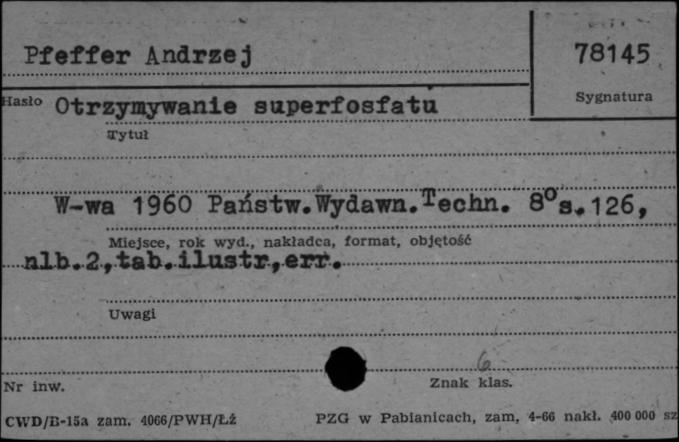 Pfeffer Andrzej
78145
Hasło
Sygnatura
Otrzymywanie superfosfatu
Tytuł
W-wa 1960 Państw.Wydawn.Techn. 8⁰s.126,
Miejsce, rok wyd., nakładca, format, objętość
nlb.2,tab.ilustr,err.
Uwagi
6
Nr inw.
Znak klas.
CWD/B-15a zam. 4066/PWH/Łż
PZG w Pabianicach, zam, 4-66 nakł. 400 000 sz